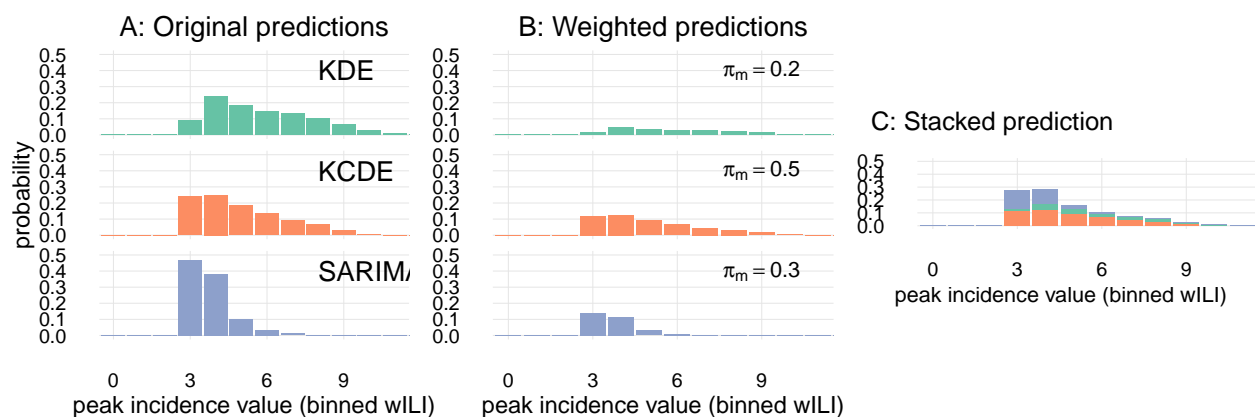 A: Original predictions
B: Weighted predictions
C: Stacked prediction
probability
0.5
0.4
0.3
0.2
0.1
0.0
KDE
0.5
0.4
0.3
0.2
0.1
0.0
KCDE
0.5
0.4
0.3
0.2
0.1
0.0
SARIMA
0 3 6 9
peak incidence value (binned wILI)
0.5
0.4
0.3
0.2
0.1
0.0
πm = 0.2
0.5
0.4
0.3
0.2
0.1
0.0
πm = 0.5
0.5
0.4
0.3
0.2
0.1
0.0
πm = 0.3
0 3 6 9
peak incidence value (binned wILI)
0.5
0.4
0.3
0.2
0.1
0.0
0 3 6 9
peak incidence value (binned wILI)